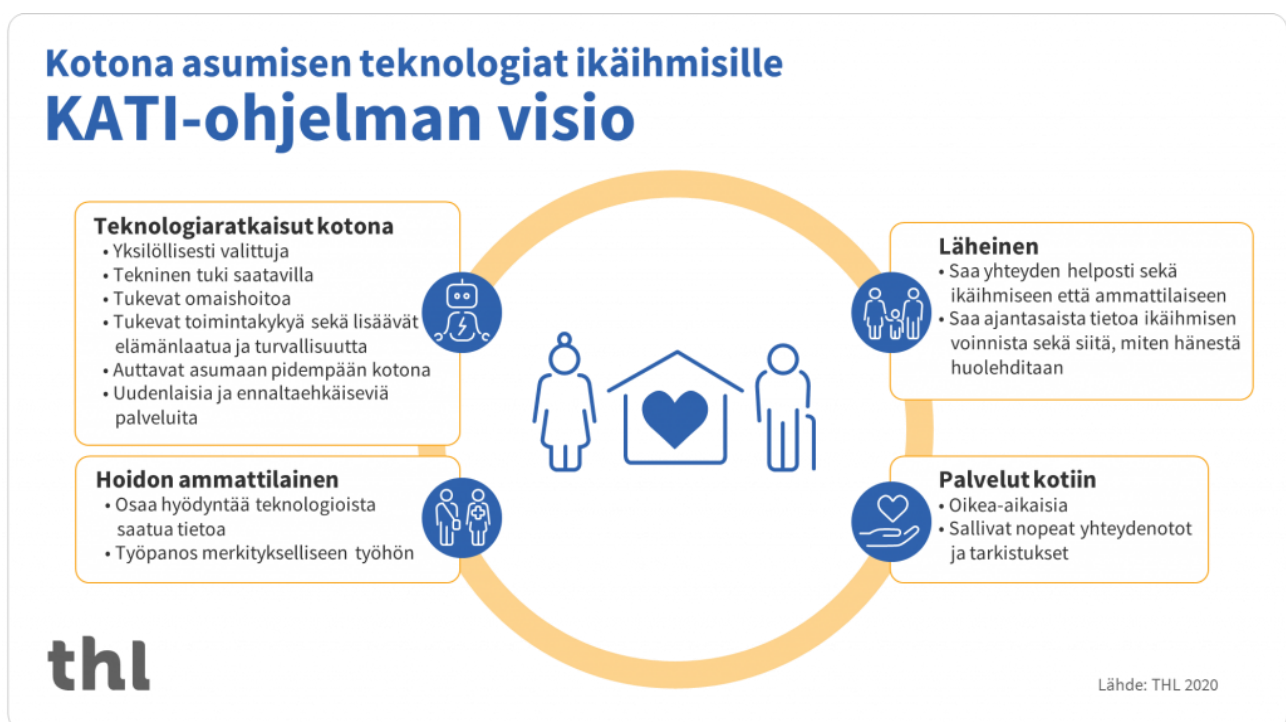 Kotona asumisen teknologiat ikäihmisille
KATI-ohjelman visio
Teknologiaratkaisut kotona
• Yksilöllisesti valittuja
• Tekninen tuki saatavilla
• Tukevat omaishoitoa
• Tukevat toimintakykyä sekä lisäävät
elämänlaatua ja turvallisuutta
• Auttavat asumaan pidempään kotona
• Uudenlaisia ja ennaltaehkäiseviä
palveluita
Hoidon ammattilainen
• Osaa hyödyntää teknologioista
saatua tietoa
• Työpanos merkitykselliseen työhön
Läheinen
• Saa yhteyden helposti sekä
ikäihmiseen että ammattilaiseen
• Saa ajantasaista tietoa ikäihmisen
voinnista sekä siitä, miten hänestä
huolehditaan
Palvelut kotiin
• Oikea-aikaisia
• Sallivat nopeat yhteydenotot
ja tarkistukset
thl
Lähde: THL 2020